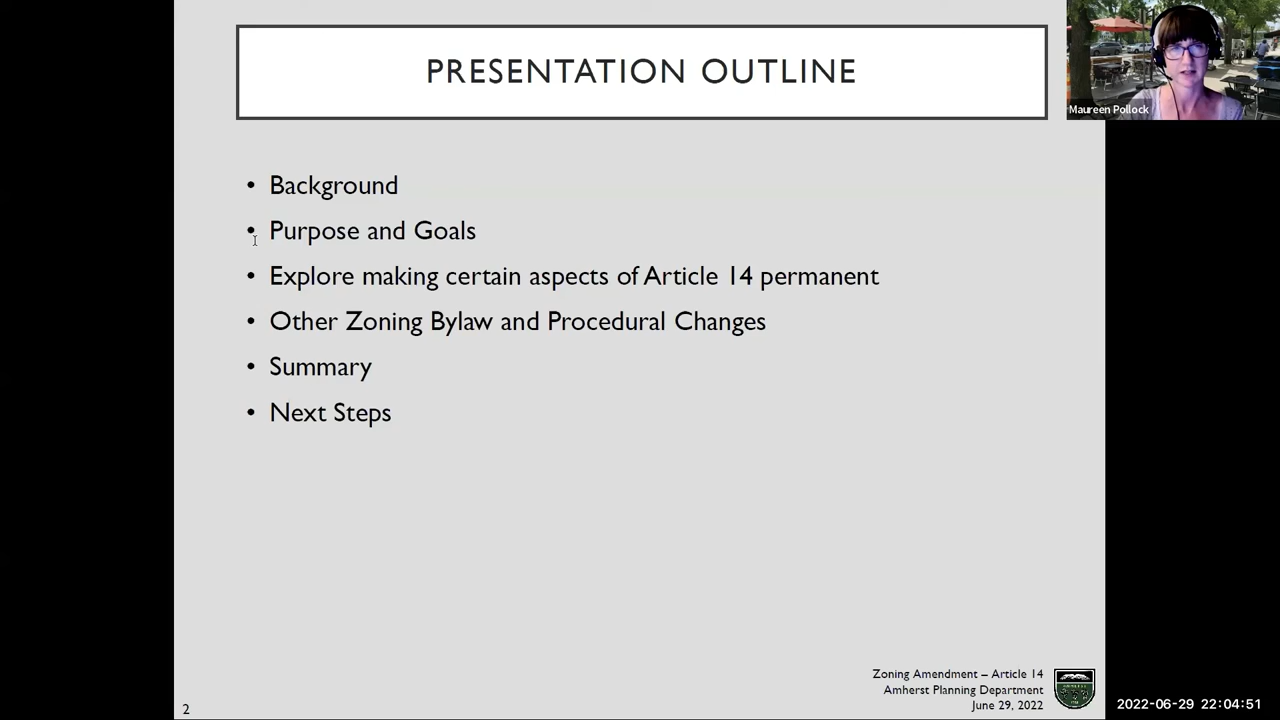 PRESENTATION OUTLINE
Maureen Pollock
• Background
• Purpose and Goals
• Explore making certain aspects of Article 14 permanent
• Other Zoning Bylaw and Procedural Changes
• Summary
• Next Steps
Zoning Amendment – Article 14
Amherst Planning Department
June 29, 2022
2
2022-06-29 22:04:51